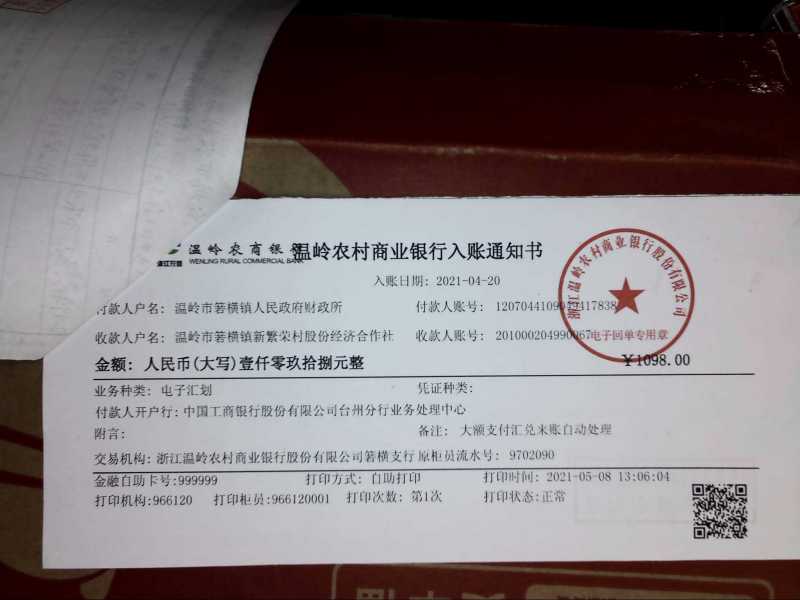 温岭农商银
WENLING RURAL COMMERCIAL BANK
温岭农村商业银行入账通知书
浙江温岭农村商业银行股份有限公司
入账日期: 2021-04-20
付款人户名: 温岭市箬横镇人民政府财政所 付款人账号:
收款人户名: 温岭市箬横镇新繁荣村股份经济合作社 收款人账号: 201000204990067
电子回单专用章
金额: 人民币(大写)壹仟零玖拾捌元整 ¥1098.00
业务种类: 电子汇划 凭证种类:
付款人开户行: 中国工商银行股份有限公司台州分行业务处理中心
附言: 备注: 大额支付汇兑来账自动处理
交易机构: 浙江温岭农村商业银行股份有限公司箬横支行 原柜员流水号: 9702090
金融自助卡号:999999 打印方式: 自助打印 打印时间: 2021-05-08 13:06:04
打印机构:966120 打印柜员:966120001 打印次数: 第1次 打印状态:正常